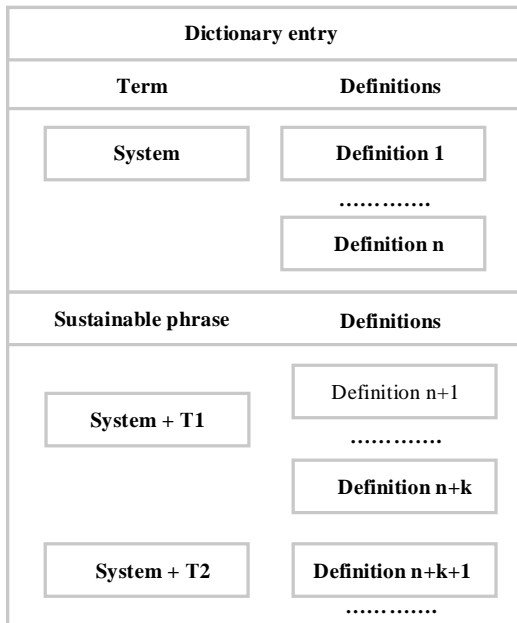 Dictionary entry
Term Definitions
System Definition 1
………….
Definition n
Sustainable phrase Definitions
Definition n+1
System + T1
………….
Definition n+k
System + T2 Definition n+k+1
………….